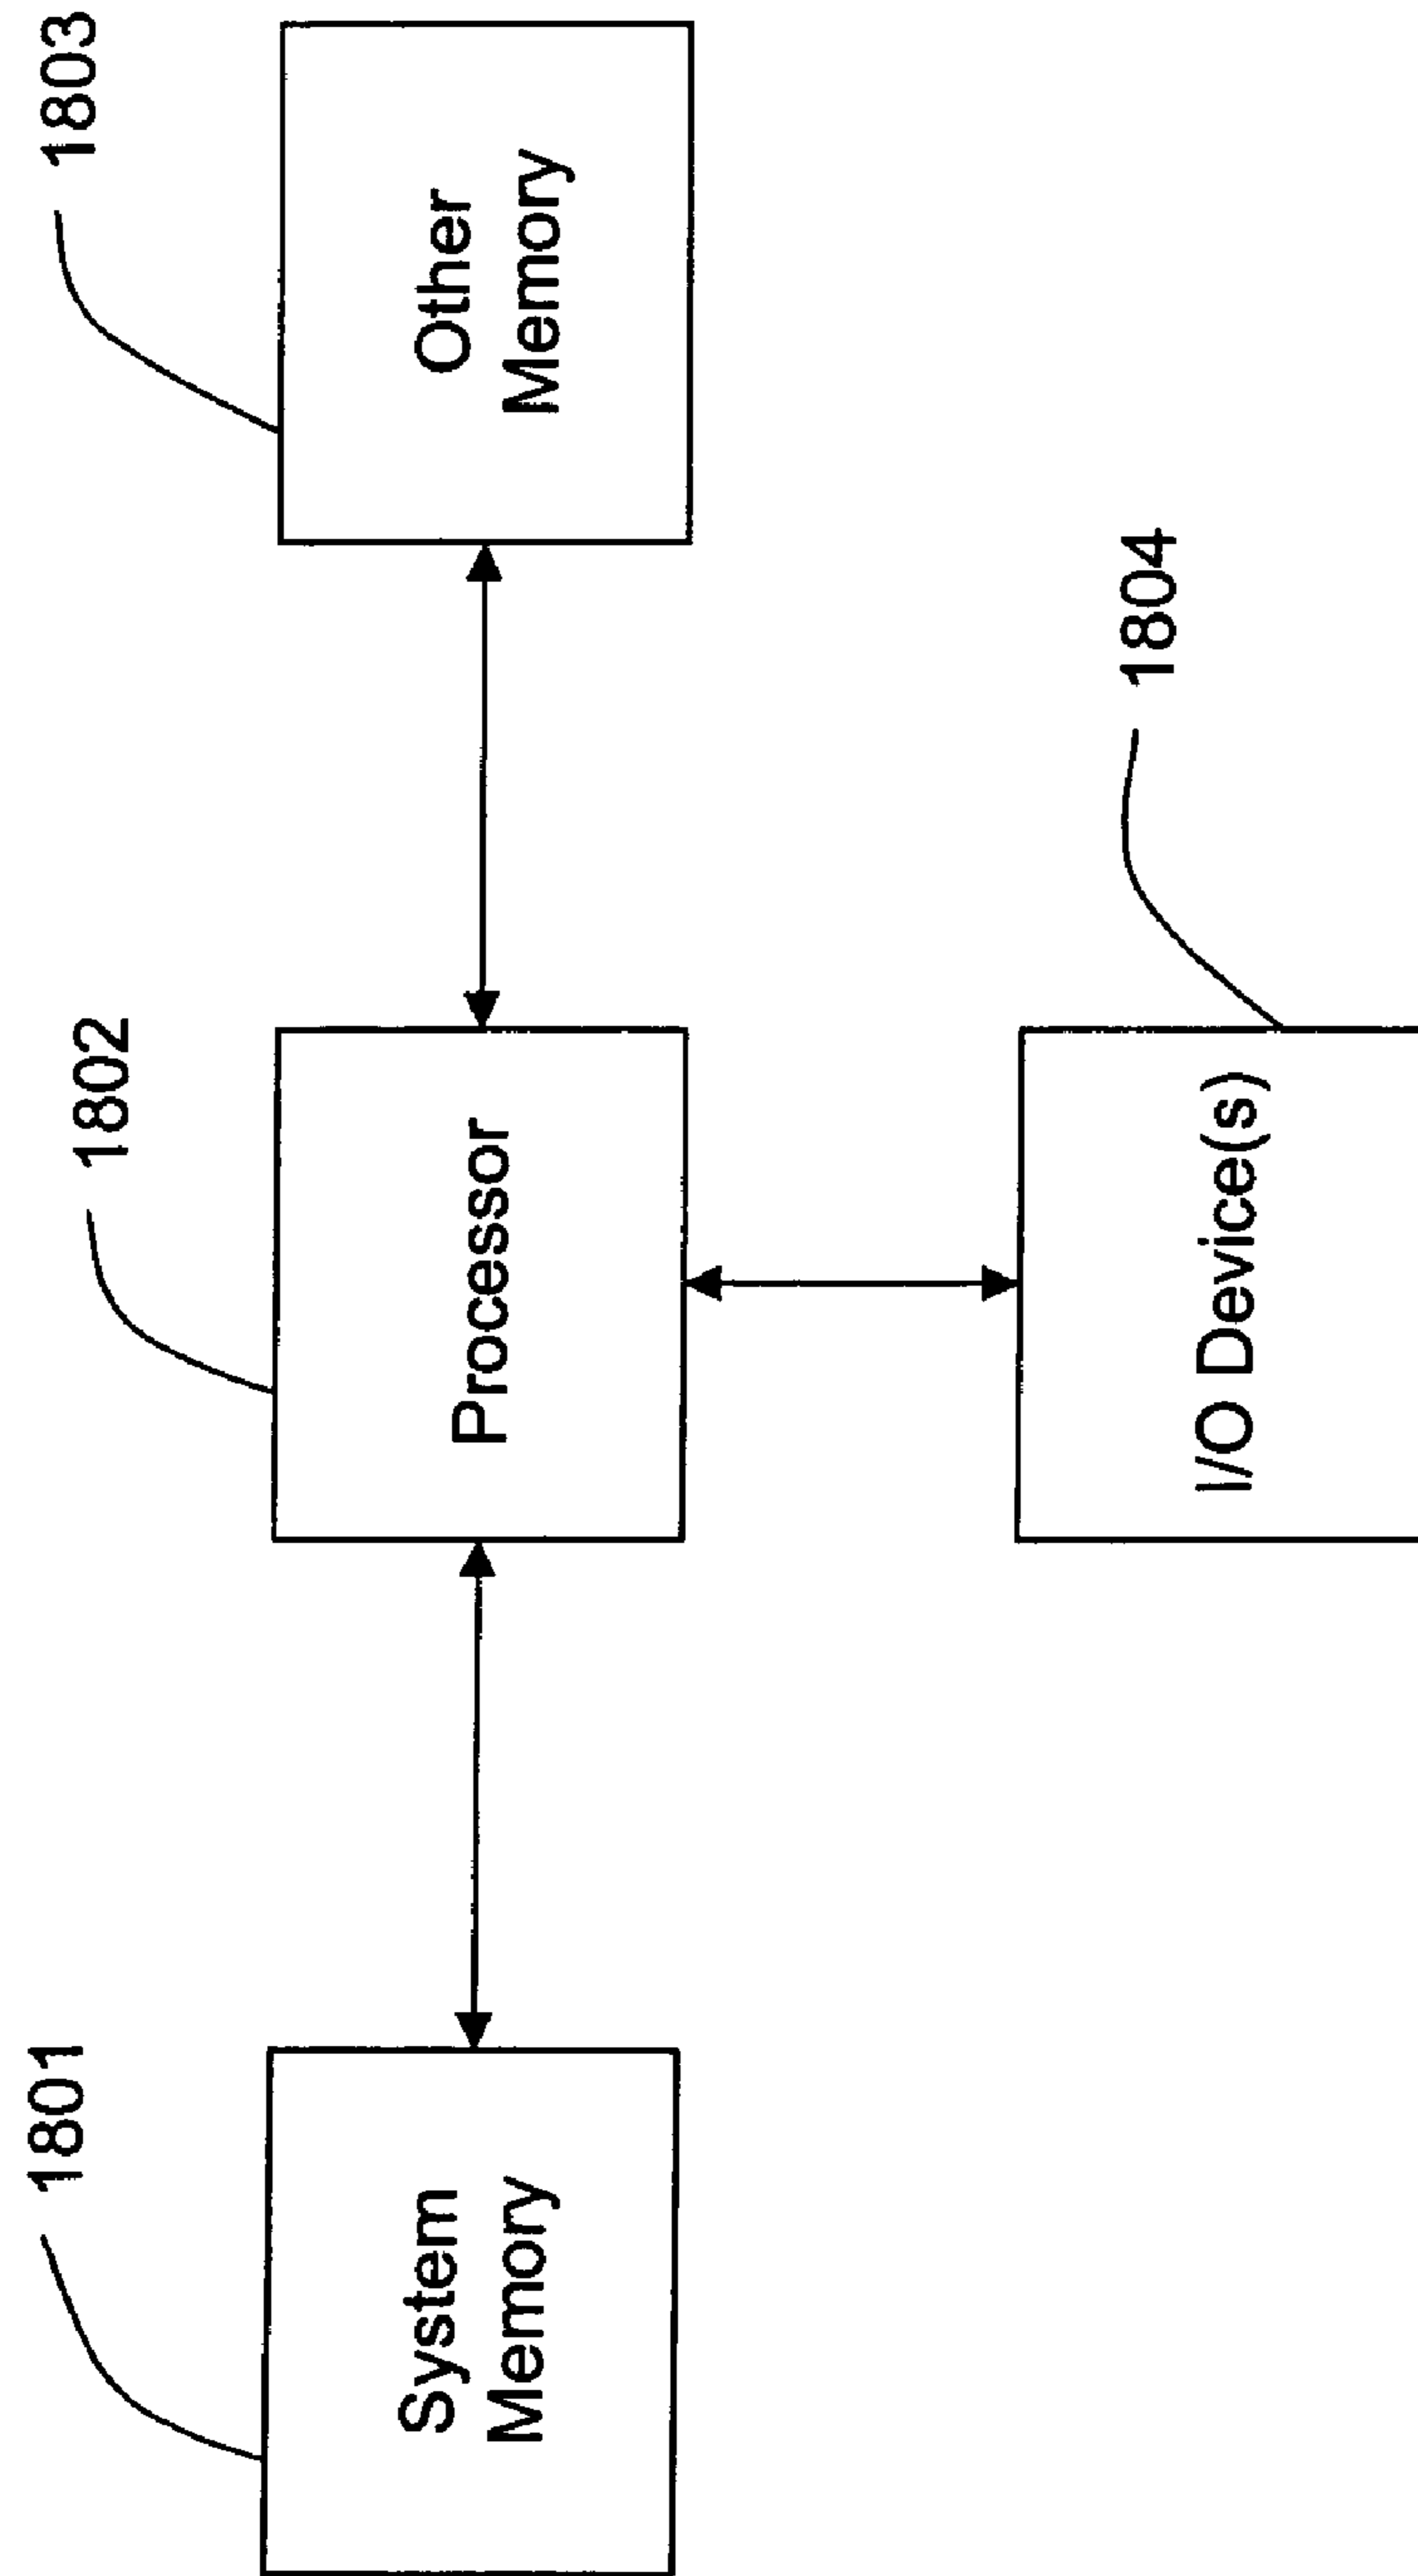 1801
1802
1803
System
Memory
Processor
Other
Memory
1804
I/O Device(s)